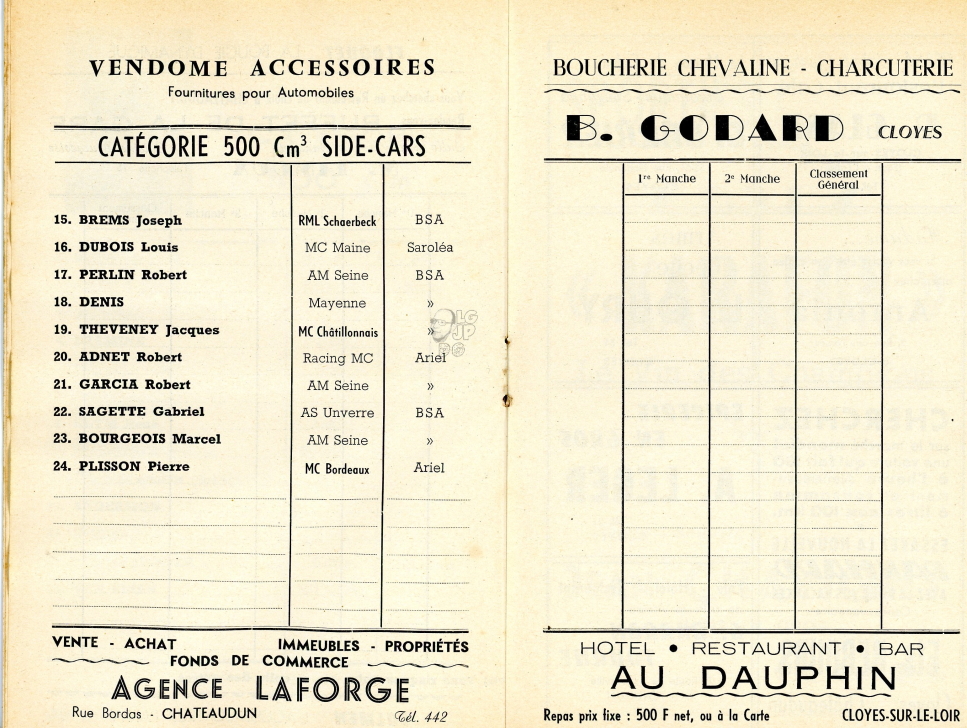 VENDOME ACCESSOIRES
Fournitures pour Automobiles
CATÉGORIE 500 Cm³ SIDE-CARS
15. BREMS Joseph RML Schaerbeck BSA
16. DUBOIS Louis MC Maine Saroléa
17. PERLIN Robert AM Seine BSA
18. DENIS Mayenne »
19. THEVENEY Jacques MC Châtillonnais »
20. ADNET Robert Racing MC Ariel
21. GARCIA Robert AM Seine »
22. SAGETTE Gabriel AS Unverre BSA
23. BOURGEOIS Marcel AM Seine »
24. PLISSON Pierre MC Bordeaux Ariel
VENTE - ACHAT IMMEUBLES - PROPRIÉTÉS
FONDS DE COMMERCE
AGENCE LAFORGE
Rue Bordas - CHATEAUDUN Tél. 442
BOUCHERIE CHEVALINE - CHARCUTERIE
B. GODARD CLOYES
1re Manche 2e Manche Classement
Général
HOTEL • RESTAURANT • BAR
AU DAUPHIN
Repas prix fixe : 500 F net, ou à la Carte CLOYES-SUR-LE-LOIR
LG
JP
PG